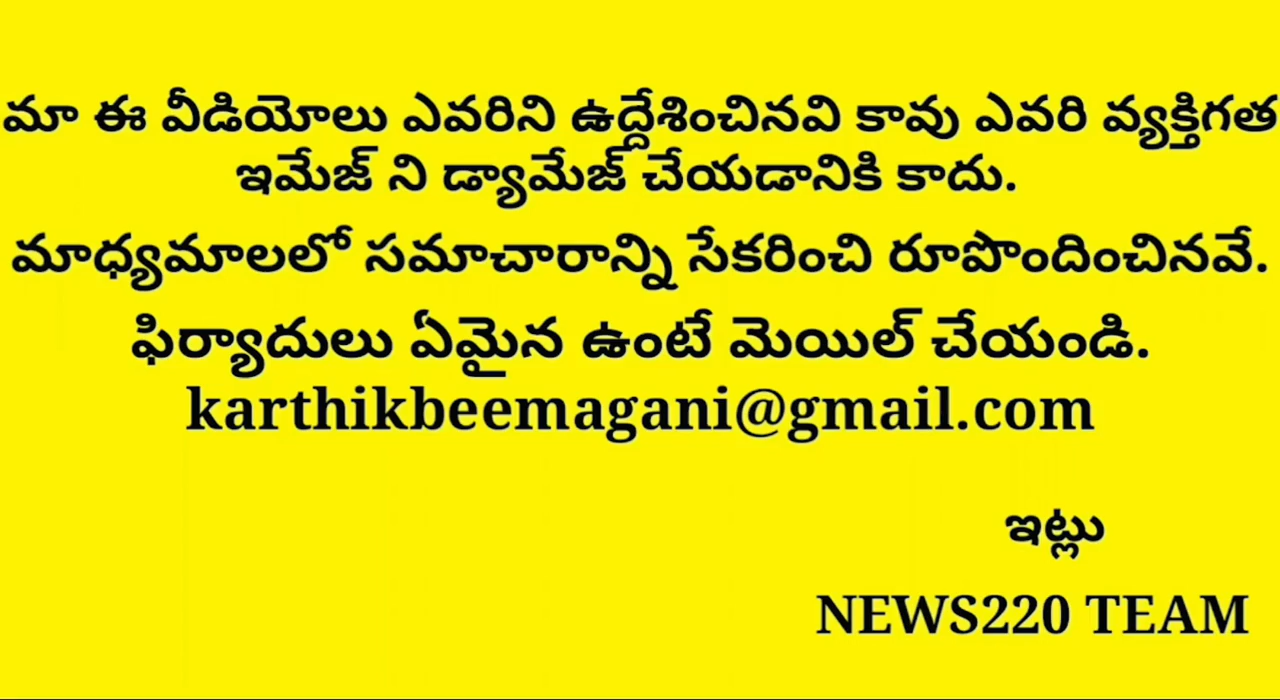 మా ఈ వీడియోలు ఎవరిని ఉద్దేశించినవి కావు ఎవరి వ్యక్తిగత
ఇమేజ్ ని డ్యామేజ్ చేయడానికి కాదు.
మాధ్యమాలలో సమాచారాన్ని సేకరించి రూపొందించినవే.
ఫిర్యాదులు ఏమైన ఉంటే మెయిల్ చేయండి.
karthikbeemagani@gmail.com
ఇట్లు
NEWS220 TEAM